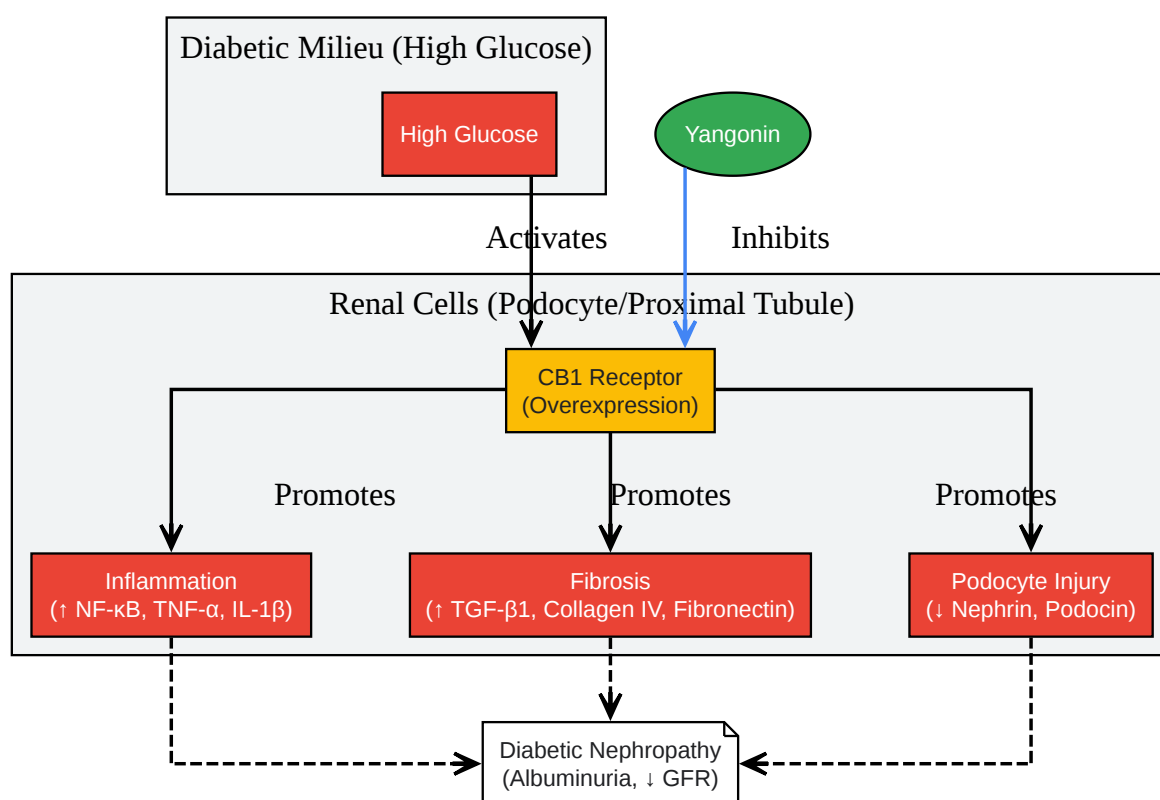 Diabetic Milieu (High Glucose)
High Glucose
Yangonin
Activates
Inhibits
Renal Cells (Podocyte/Proximal Tubule)
CB1 Receptor
(Overexpression)
Promotes
Promotes
Promotes
Inflammation
(↑ NF-κB, TNF-α, IL-1β)
Fibrosis
(↑ TGF-β1, Collagen IV, Fibronectin)
Podocyte Injury
(↓ Nephrin, Podocin)
Diabetic Nephropathy
(Albuminuria, ↓ GFR)